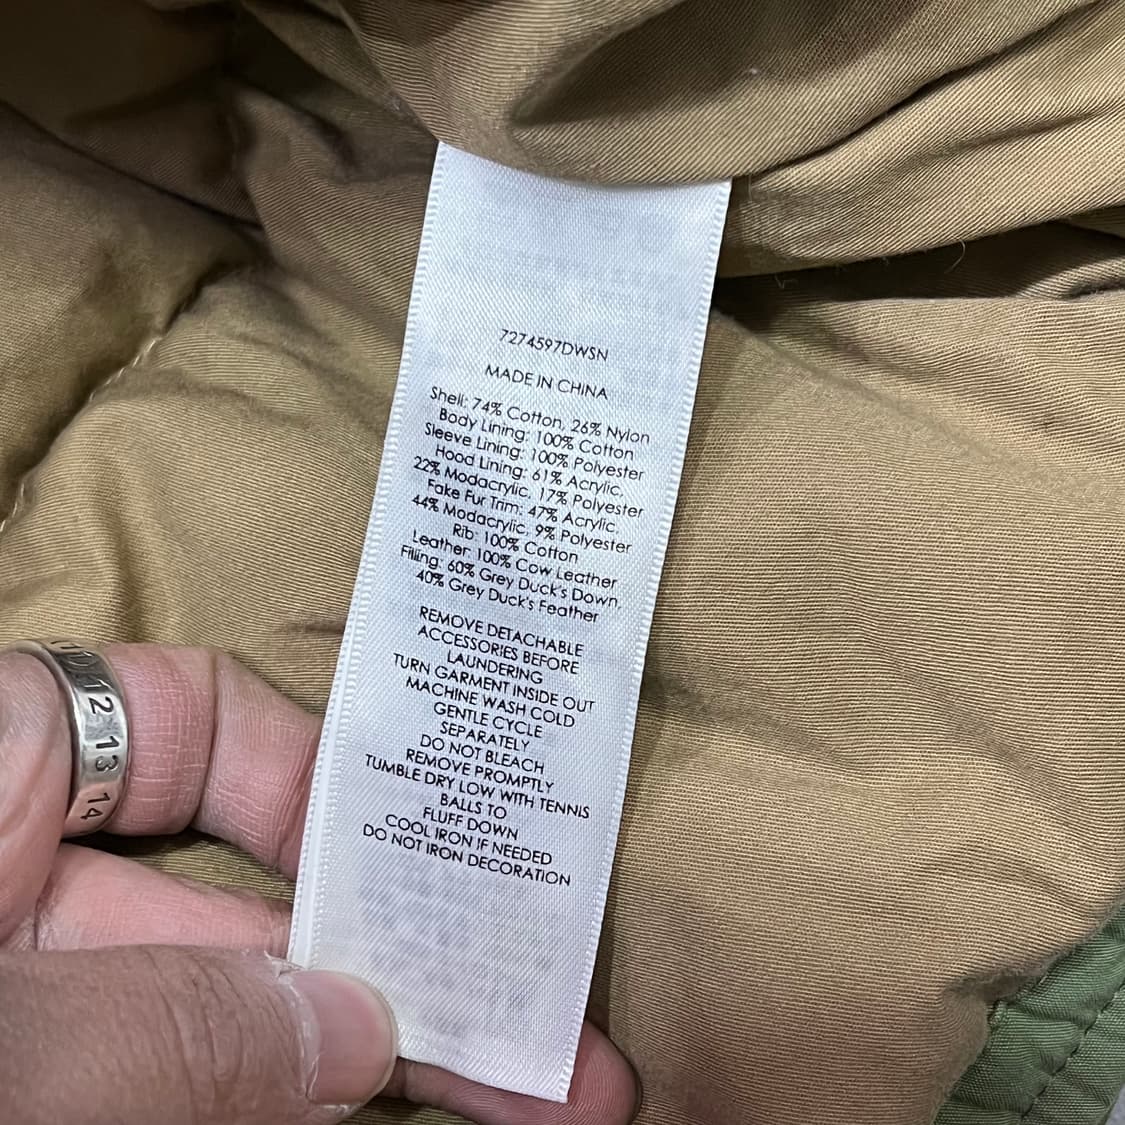 7274597DWSN
MADE IN CHINA
Shell: 74% Cotton, 26% Nylon
Body Lining: 100% Cotton
Sleeve Lining: 100% Polyester
Hood Lining: 61% Acrylic,
22% Modacrylic, 17% Polyester
Fake Fur Trim: 47% Acrylic,
44% Modacrylic, 9% Polyester
Rib: 100% Cotton
Leather: 100% Cow Leather
Filling: 60% Grey Duck's Down,
40% Grey Duck's Feather
REMOVE DETACHABLE
ACCESSORIES BEFORE
LAUNDERING
TURN GARMENT INSIDE OUT
MACHINE WASH COLD
GENTLE CYCLE
SEPARATELY
DO NOT BLEACH
REMOVE PROMPTLY
TUMBLE DRY LOW WITH TENNIS
BALLS TO
FLUFF DOWN
COOL IRON IF NEEDED
DO NOT IRON DECORATION
12 13 14